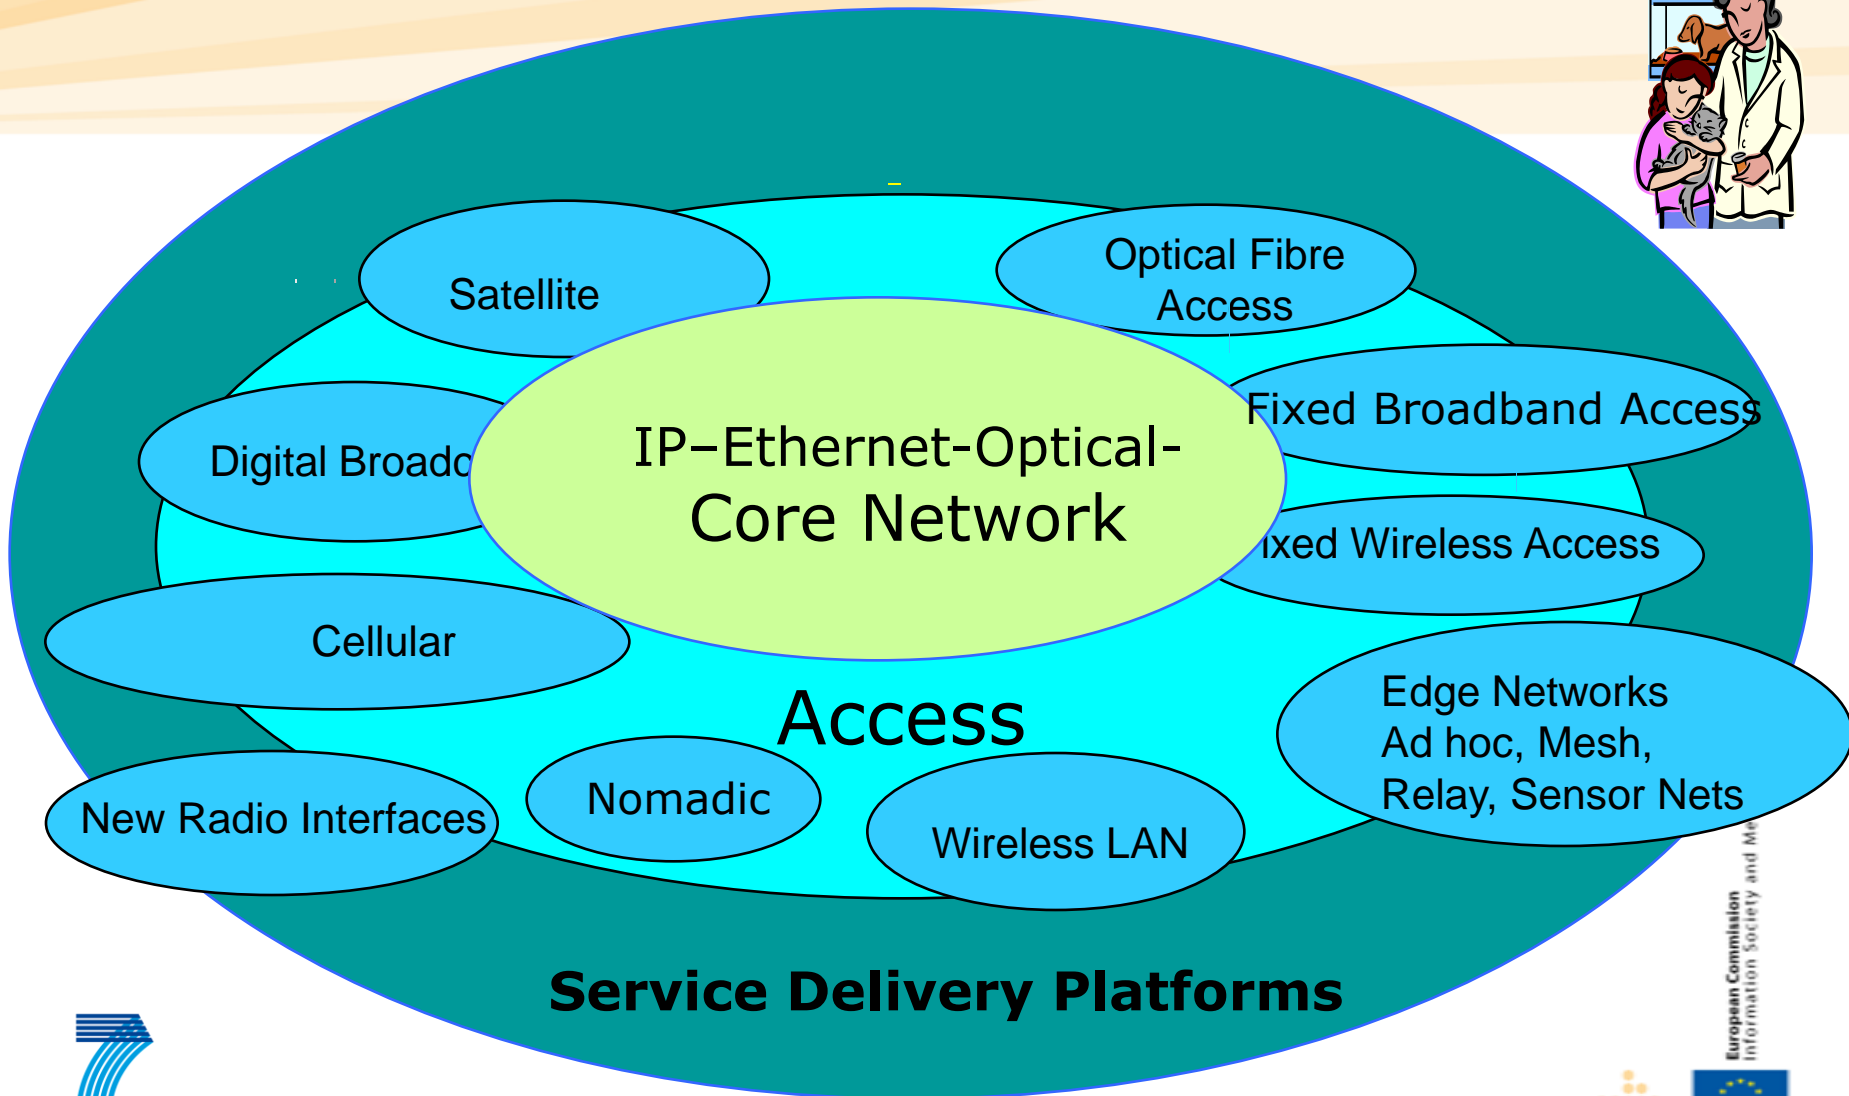 Satellite
Optical Fibre
Access
Fixed Broadband Access
Digital Broadc
IP–Ethernet-Optical-
Core Network
ixed Wireless Access
Cellular
Access
Edge Networks
Ad hoc, Mesh,
Relay, Sensor Nets
New Radio Interfaces
Nomadic
Wireless LAN
Service Delivery Platforms
European Commission
Information Society and Me
7